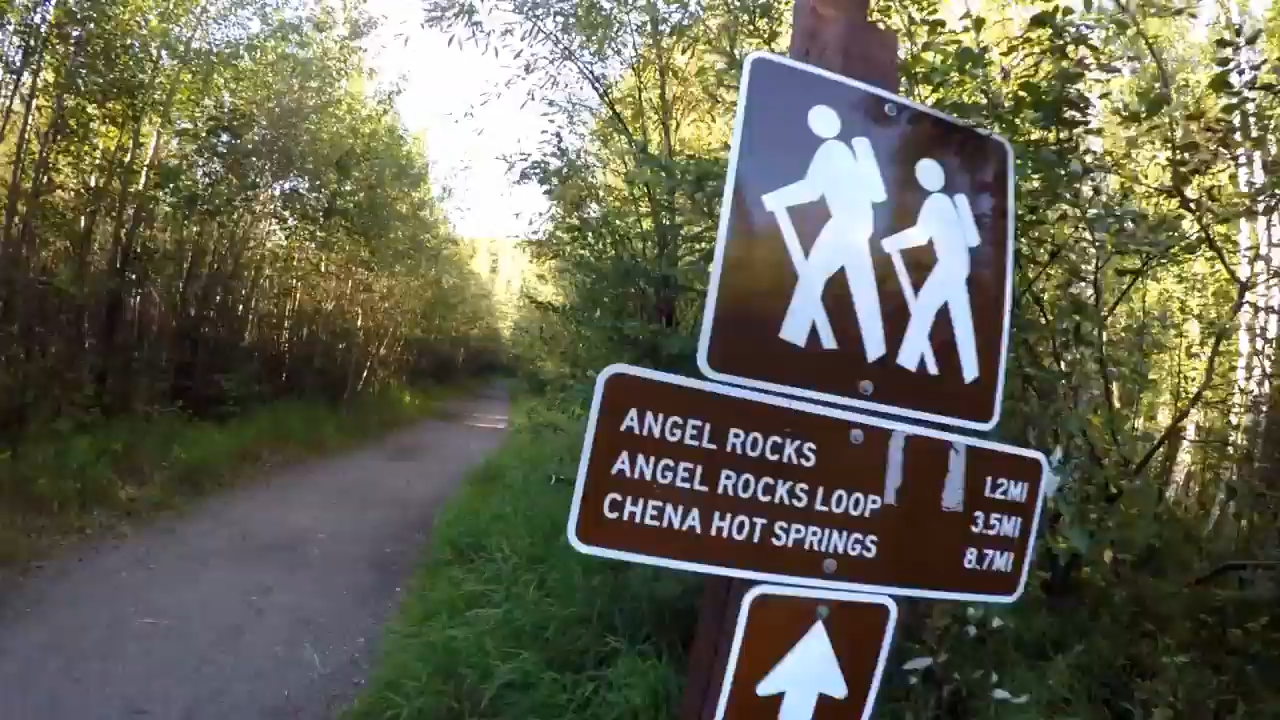 ANGEL ROCKS 1.2MI
ANGEL ROCKS LOOP 3.5MI
CHENA HOT SPRINGS 8.7MI